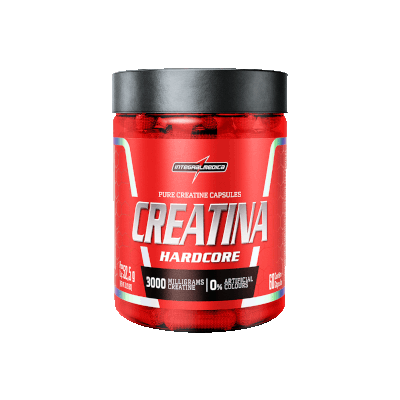 INTEGRALMEDICA
PURE CREATINE CAPSULES
CREATINA
HARDCORE
3000 MILLIGRAMS CREATINE
0% ARTIFICIAL COLOURS